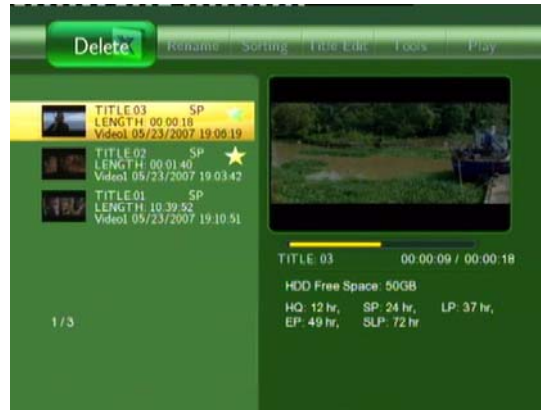 Delete Rename Sorting Title Edit Tools Play
TITLE 03 SP
LENGTH: 00:00:18
Video1 05/23/2007 19:06:19
TITLE 02 SP
LENGTH: 00:01:40
Video1 05/23/2007 19:03:42
TITLE 01 SP
LENGTH: 10:39:52
Video1 05/23/2007 19:10:51
1 / 3
TITLE: 03 00:00:09 / 00:00:18
HDD Free Space: 50GB
HQ: 12 hr, SP: 24 hr, LP: 37 hr,
EP: 49 hr, SLP: 72 hr